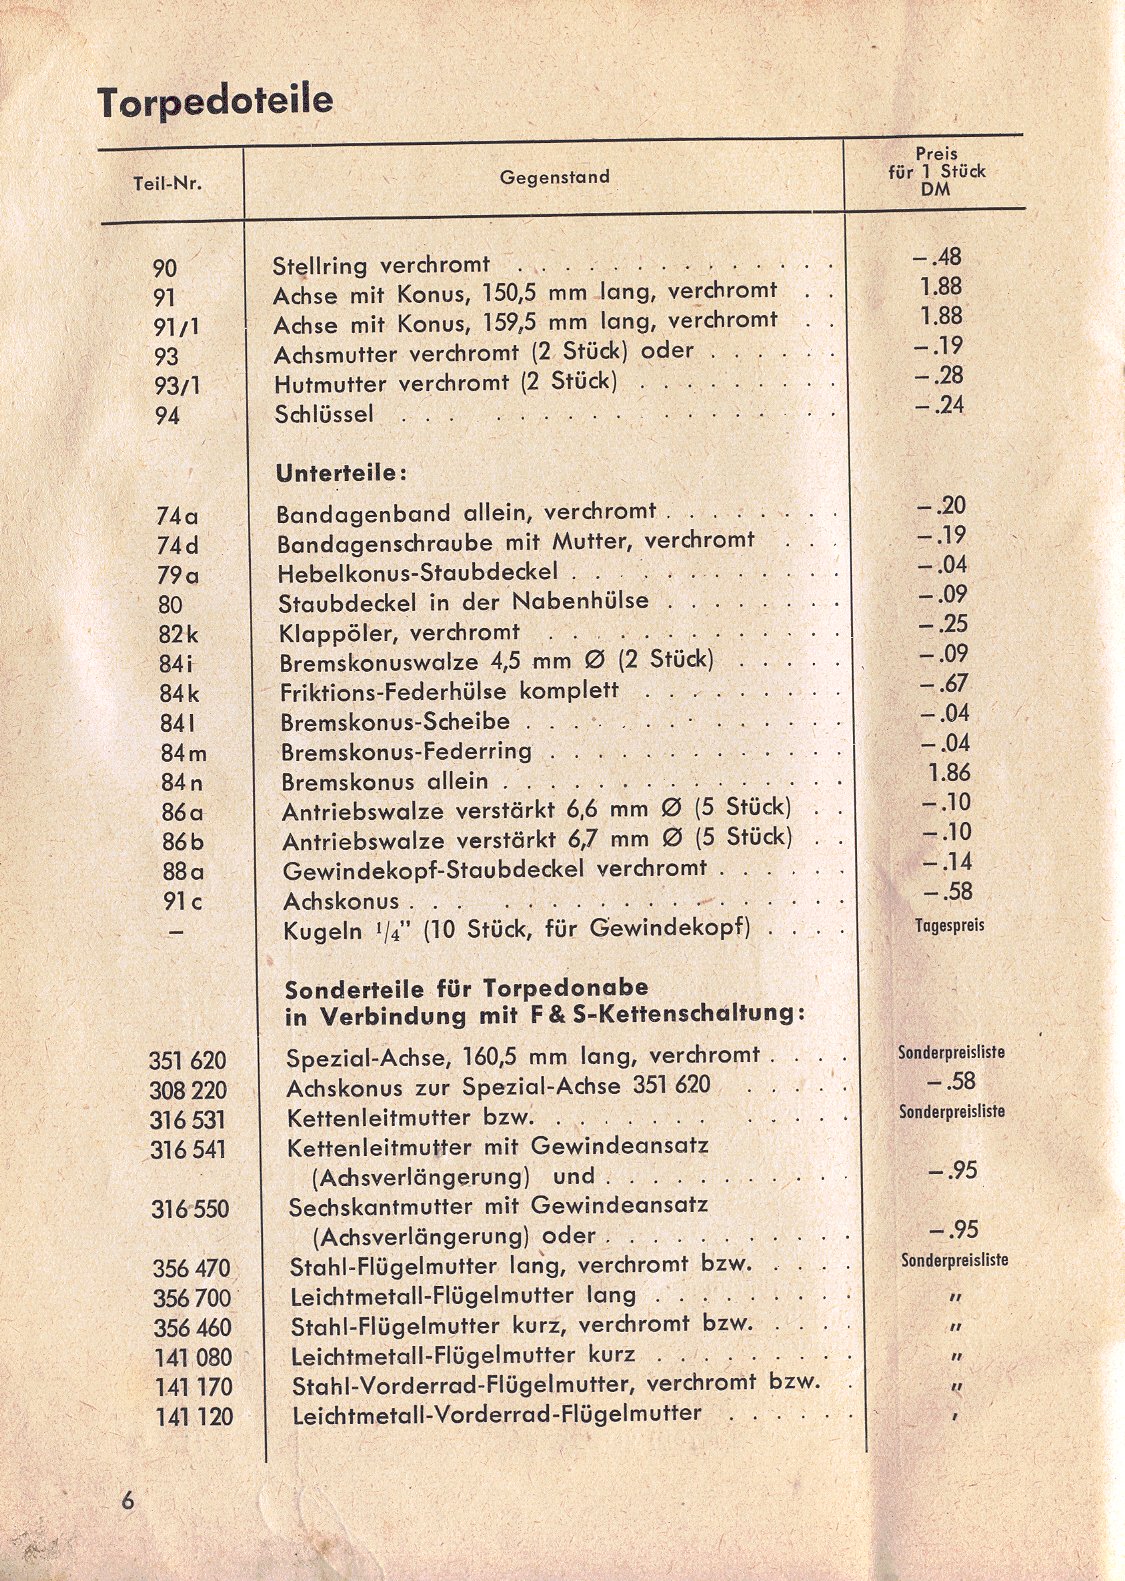 Torpedoteile
Teil-Nr. Gegenstand Preis für 1 Stück DM
90 Stellring verchromt . . . . . . . . . . . . . –.48
91 Achse mit Konus, 150,5 mm lang, verchromt . . 1.88
91/1 Achse mit Konus, 159,5 mm lang, verchromt . . 1.88
93 Achsmutter verchromt (2 Stück) oder . . . . . . –.19
93/1 Hutmutter verchromt (2 Stück) . . . . . . . . . –.28
94 Schlüssel . . . . . . . . . . . . . . . . . . –.24
Unterteile:
74a Bandagenband allein, verchromt . . . . . . . . –.20
74d Bandagenschraube mit Mutter, verchromt . . . –.19
79a Hebelkonus-Staubdeckel . . . . . . . . . . . . –.04
80 Staubdeckel in der Nabenhülse . . . . . . . . –.09
82k Klappöler, verchromt . . . . . . . . . . . . . –.25
84i Bremskonuswalze 4,5 mm Ø (2 Stück) . . . . . –.09
84k Friktions-Federhülse komplett . . . . . . . . . –.67
84l Bremskonus-Scheibe . . . . . . . . . . . . . . –.04
84m Bremskonus-Federring . . . . . . . . . . . . . –.04
84n Bremskonus allein . . . . . . . . . . . . . . . 1.86
86a Antriebswalze verstärkt 6,6 mm Ø (5 Stück) . . –.10
86b Antriebswalze verstärkt 6,7 mm Ø (5 Stück) . . –.10
88a Gewindekopf-Staubdeckel verchromt . . . . . . –.14
91c Achskonus . . . . . . . . . . . . . . . . . . –.58
– Kugeln 1/4" (10 Stück, für Gewindekopf) . . . . Tagespreis
Sonderteile für Torpedonabe
in Verbindung mit F & S-Kettenschaltung:
351 620 Spezial-Achse, 160,5 mm lang, verchromt . . . . Sonderpreisliste
308 220 Achskonus zur Spezial-Achse 351 620 . . . . . –.58
316 531 Kettenleitmutter bzw. . . . . . . . . . . . . . Sonderpreisliste
316 541 Kettenleitmutter mit Gewindeansatz
(Achsverlängerung) und . . . . . . . . . . . –.95
316 550 Sechskantmutter mit Gewindeansatz
(Achsverlängerung) oder . . . . . . . . . . . –.95
356 470 Stahl-Flügelmutter lang, verchromt bzw. . . . . Sonderpreisliste
356 700 Leichtmetall-Flügelmutter lang . . . . . . . . . "
356 460 Stahl-Flügelmutter kurz, verchromt bzw. . . . . "
141 080 Leichtmetall-Flügelmutter kurz . . . . . . . . . "
141 170 Stahl-Vorderrad-Flügelmutter, verchromt bzw. . "
141 120 Leichtmetall-Vorderrad-Flügelmutter . . . . . . '
6